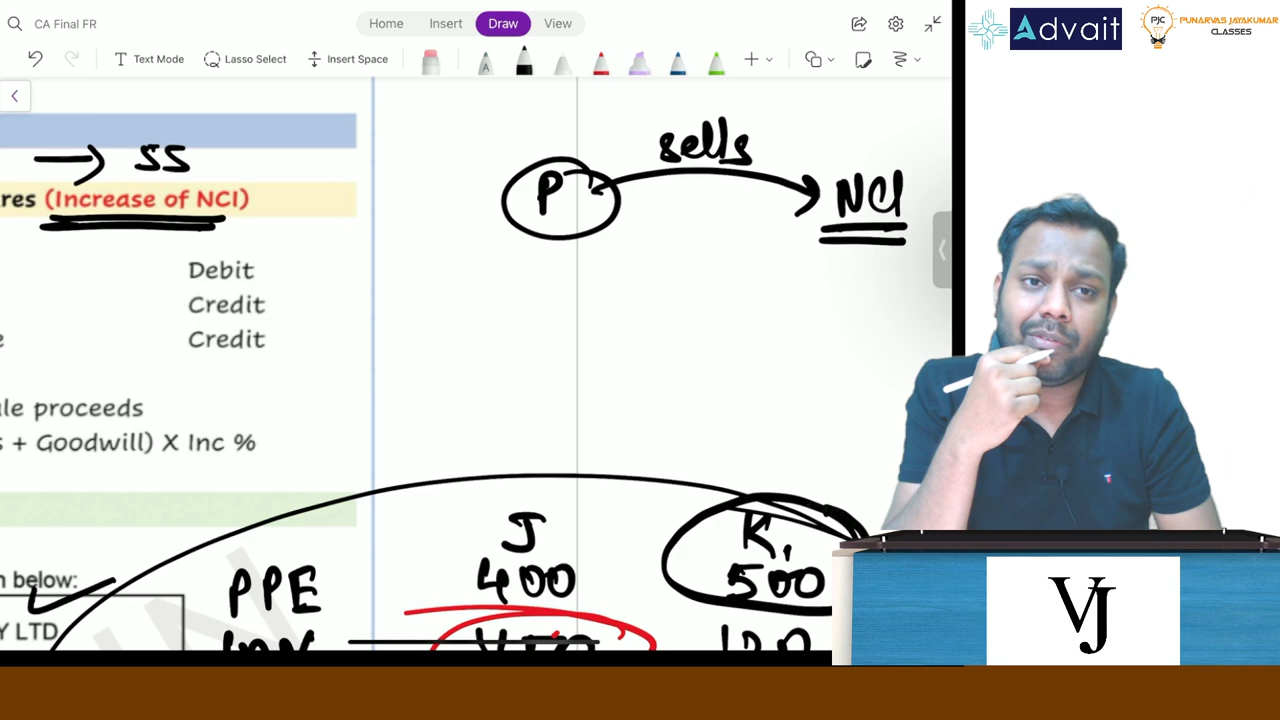 CA Final FR
Home Insert Draw View
Advait
PJC
PUNARVAS JAYAKUMAR
CLASSES
Text Mode
Lasso Select
Insert Space
→ SS
res (Increase of NCI)
P
sells
NCI
Debit
Credit
e Credit
le proceeds
s + Goodwill) X Inc %
J K
PPE 400 500
n below:
Y LTD
VJ